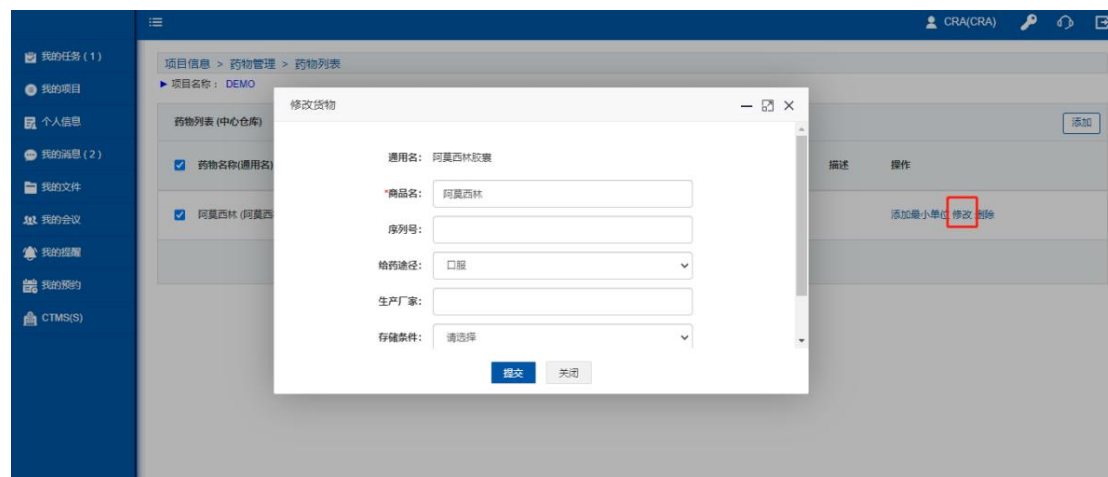 CRA(CRA)
我的任务 (1)
我的项目
个人信息
我的消息 (2)
我的文件
我的会议
我的提醒
我的预约
CTMS(S)
项目信息 > 药物管理 > 药物列表
项目名称： DEMO
药物列表 (中心仓库)
添加
药物名称(通用名)
描述
操作
阿莫西林 (阿莫西
添加最小单位 修改 删除
修改货物
通用名： 阿莫西林胶囊
*商品名： 阿莫西林
序列号：
给药途径： 口服
生产厂家：
存储条件： 请选择
提交
关闭